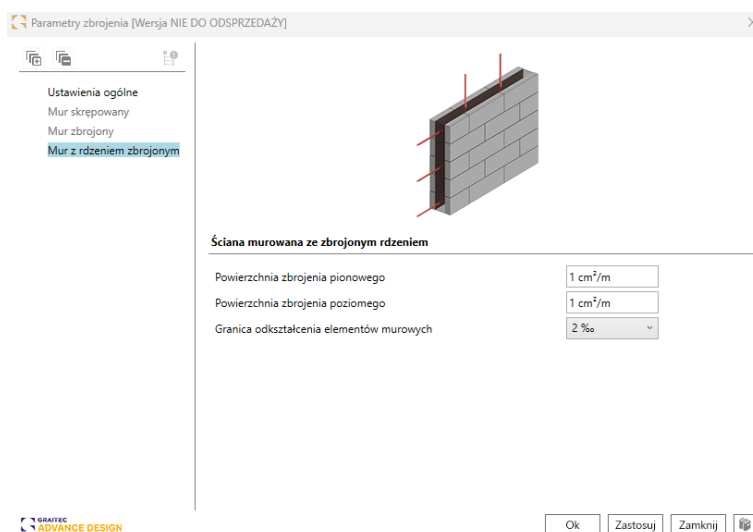 Parametry zbrojenia [Wersja NIE DO ODSPRZEDAŻY]
Ustawienia ogólne
Mur skrępowany
Mur zbrojony
Mur z rdzeniem zbrojonym
Ściana murowana ze zbrojonym rdzeniem
Powierzchnia zbrojenia pionowego 1 cm²/m
Powierzchnia zbrojenia poziomego 1 cm²/m
Granica odkształcenia elementów murowych 2 ‰
GRAITEC
ADVANCE DESIGN
Ok Zastosuj Zamknij